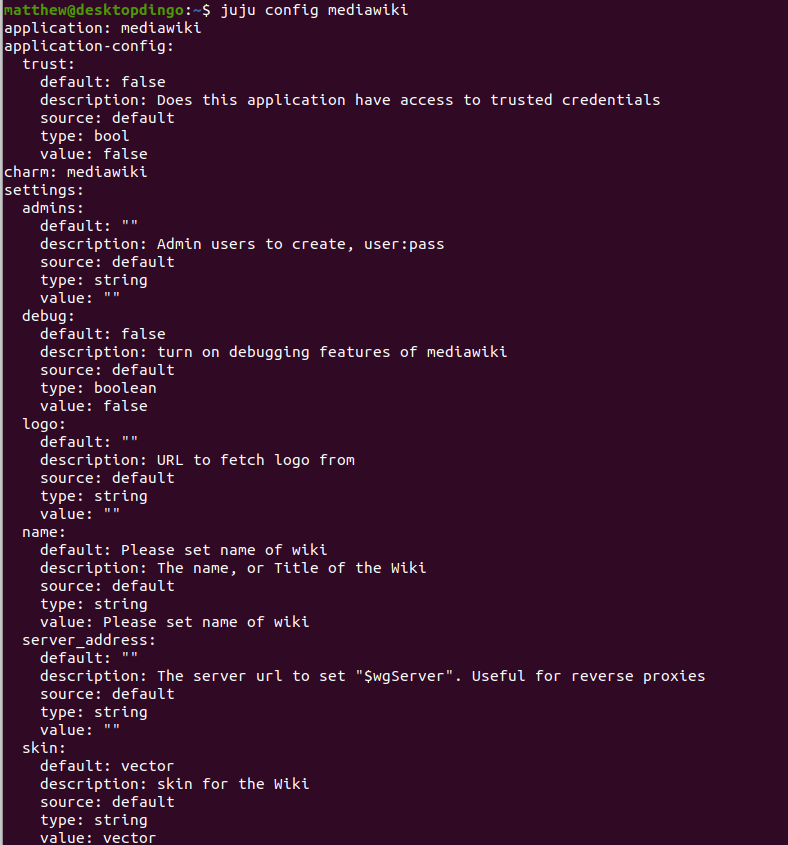 matthew@desktopdingo:~$ juju config mediawiki
application: mediawiki
application-config:
  trust:
    default: false
    description: Does this application have access to trusted credentials
    source: default
    type: bool
    value: false
charm: mediawiki
settings:
  admins:
    default: ""
    description: Admin users to create, user:pass
    source: default
    type: string
    value: ""
  debug:
    default: false
    description: turn on debugging features of mediawiki
    source: default
    type: boolean
    value: false
  logo:
    default: ""
    description: URL to fetch logo from
    source: default
    type: string
    value: ""
  name:
    default: Please set name of wiki
    description: The name, or Title of the Wiki
    source: default
    type: string
    value: Please set name of wiki
  server_address:
    default: ""
    description: The server url to set "$wgServer". Useful for reverse proxies
    source: default
    type: string
    value: ""
  skin:
    default: vector
    description: skin for the Wiki
    source: default
    type: string
    value: vector